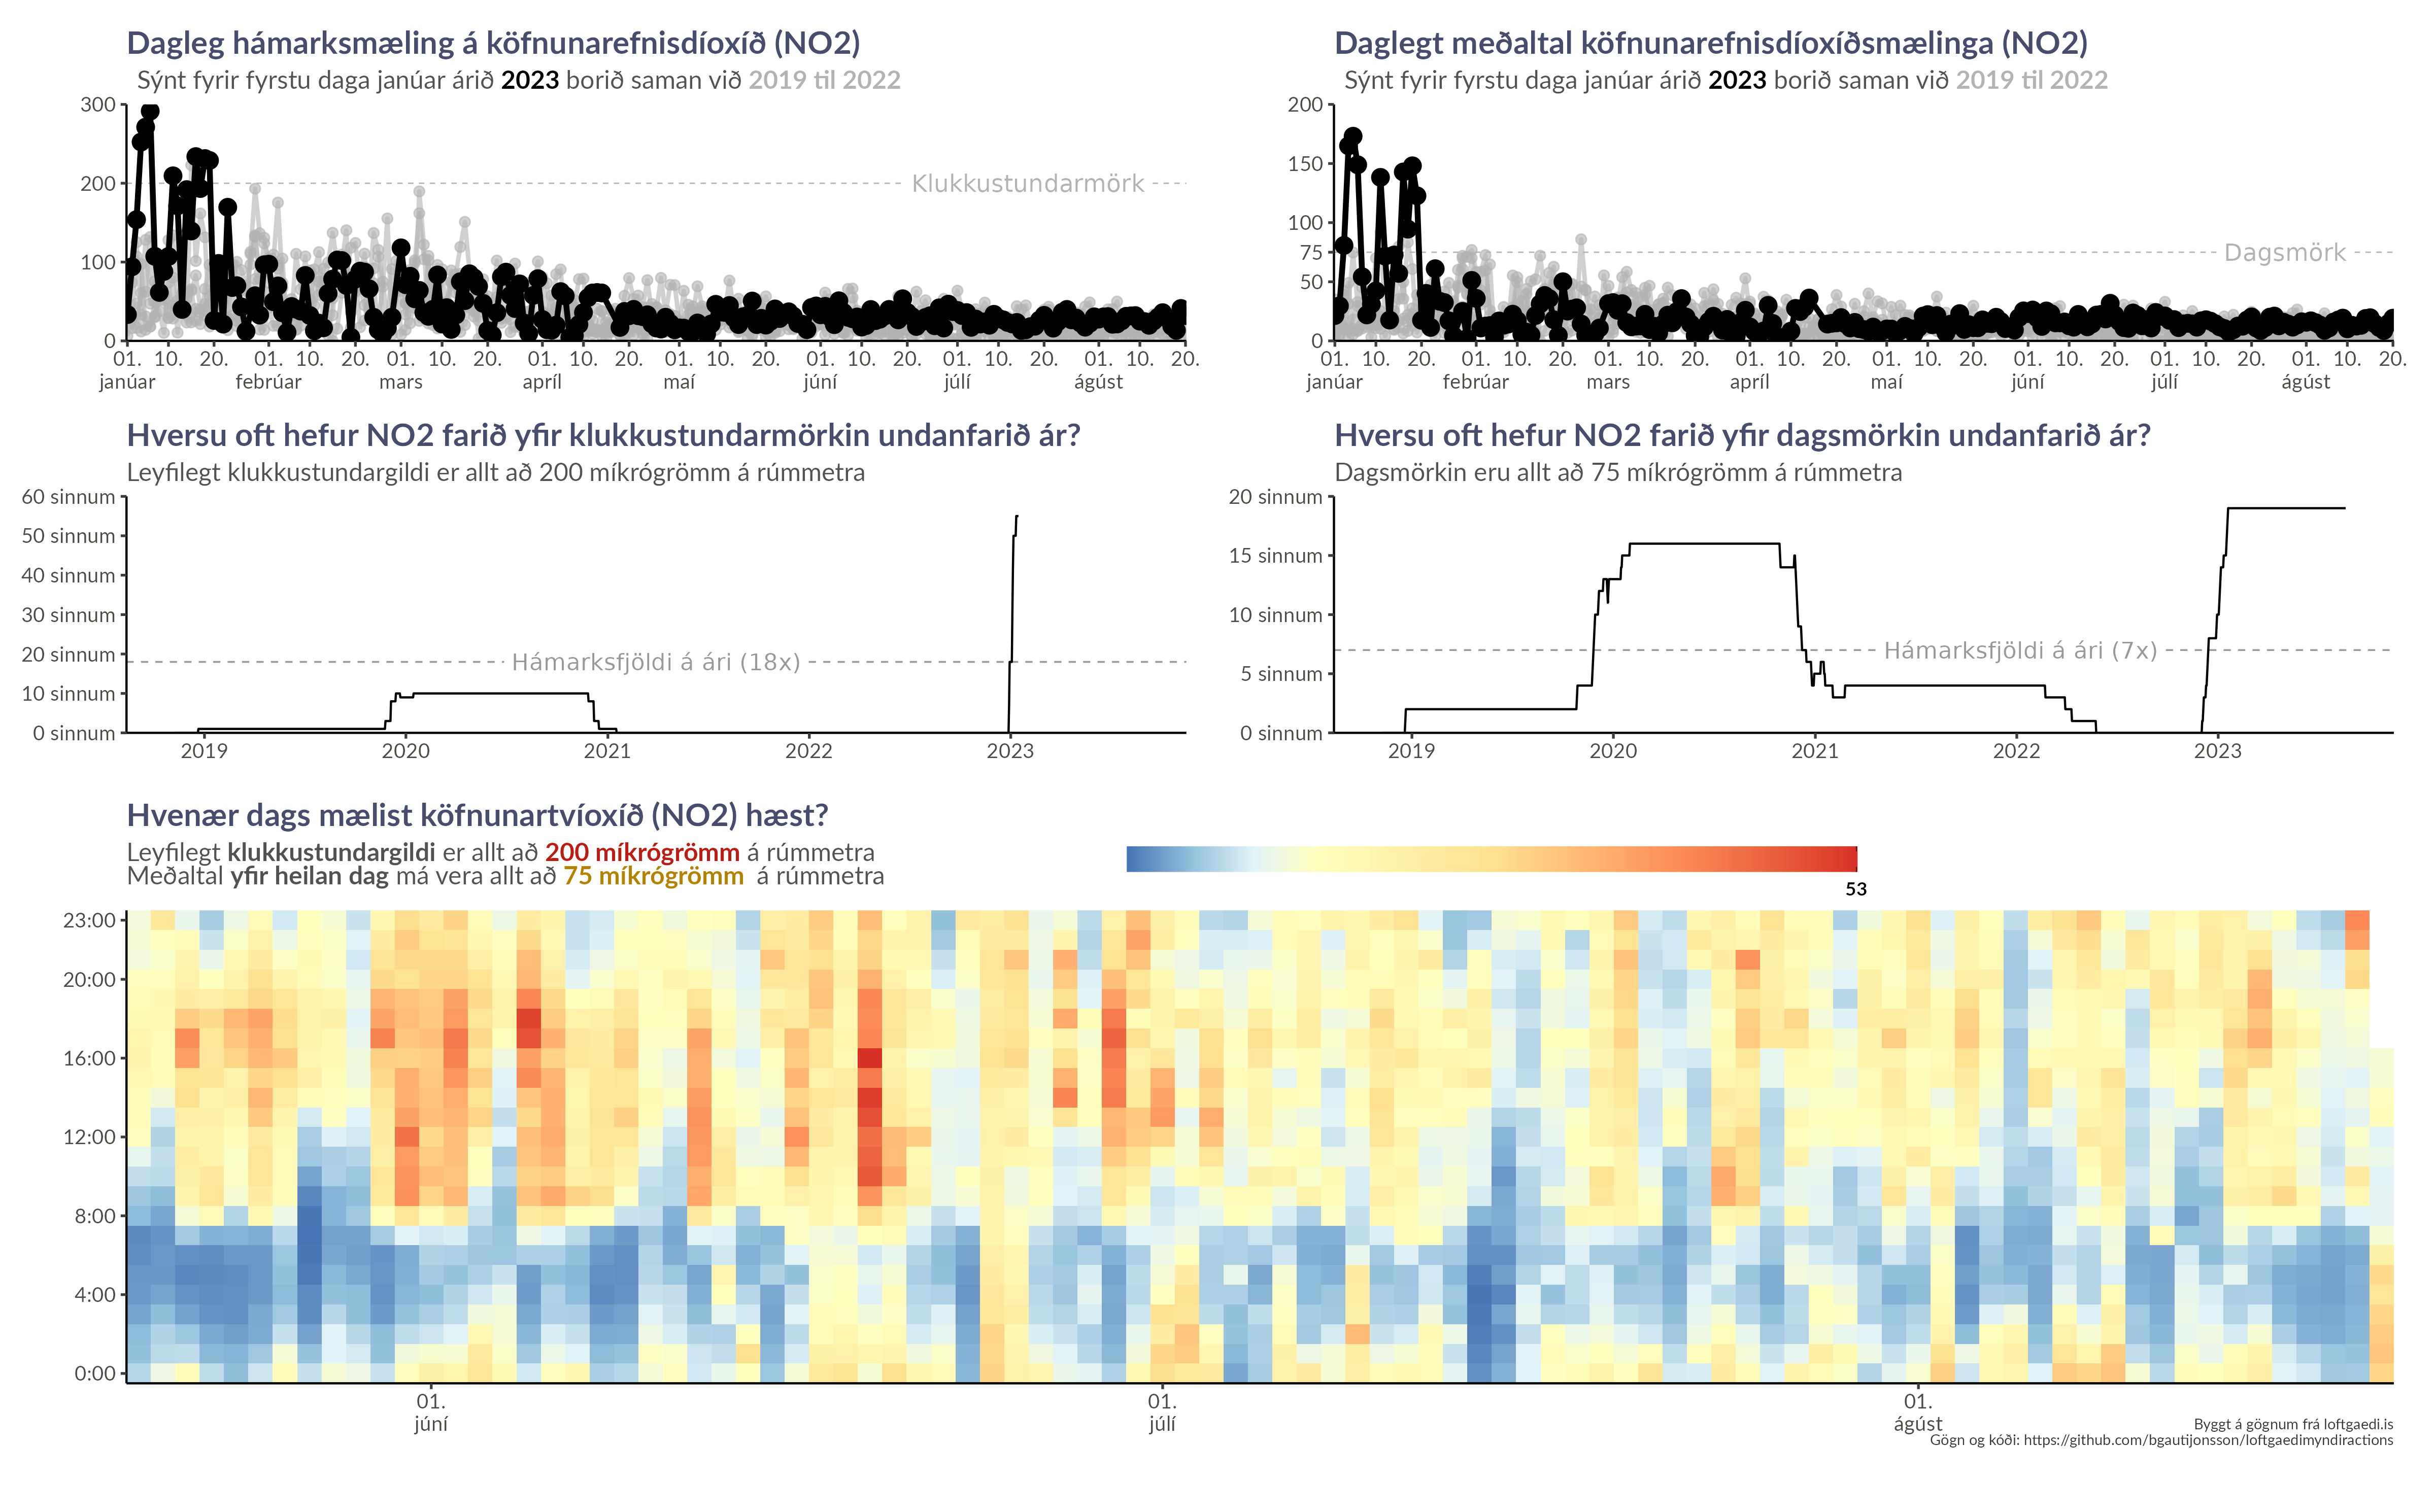 Dagleg hámarksmæling á köfnunarefnisdíoxíð (NO2)
Sýnt fyrir fyrstu daga janúar árið 2023 borið saman við 2019 til 2022
300
200
100
0
Klukkustundarmörk
01. 10. 20. 01. 10. 20. 01. 10. 20. 01. 10. 20. 01. 10. 20. 01. 10. 20. 01. 10. 20. 01. 10. 20.
janúar febrúar mars apríl maí júní júlí ágúst
Daglegt meðaltal köfnunarefnisdíoxíðsmælinga (NO2)
Sýnt fyrir fyrstu daga janúar árið 2023 borið saman við 2019 til 2022
200
150
100
75
50
0
Dagsmörk
01. 10. 20. 01. 10. 20. 01. 10. 20. 01. 10. 20. 01. 10. 20. 01. 10. 20. 01. 10. 20. 01. 10. 20.
janúar febrúar mars apríl maí júní júlí ágúst
Hversu oft hefur NO2 farið yfir klukkustundarmörkin undanfarið ár?
Leyfilegt klukkustundargildi er allt að 200 míkrógrömm á rúmmetra
60 sinnum
50 sinnum
40 sinnum
30 sinnum
20 sinnum
10 sinnum
0 sinnum
Hámarksfjöldi á ári (18x)
2019 2020 2021 2022 2023
Hversu oft hefur NO2 farið yfir dagsmörkin undanfarið ár?
Dagsmörkin eru allt að 75 míkrógrömm á rúmmetra
20 sinnum
15 sinnum
10 sinnum
5 sinnum
0 sinnum
Hámarksfjöldi á ári (7x)
2019 2020 2021 2022 2023
Hvenær dags mælist köfnunartvíoxíð (NO2) hæst?
Leyfilegt klukkustundargildi er allt að 200 míkrógrömm á rúmmetra
Meðaltal yfir heilan dag má vera allt að 75 míkrógrömm á rúmmetra
53
23:00
20:00
16:00
12:00
8:00
4:00
0:00
01. 01. 01.
júní júlí ágúst
Byggt á gögnum frá loftgaedi.is
Gögn og kóði: https://github.com/bgautijonsson/loftgaedimyndiractions